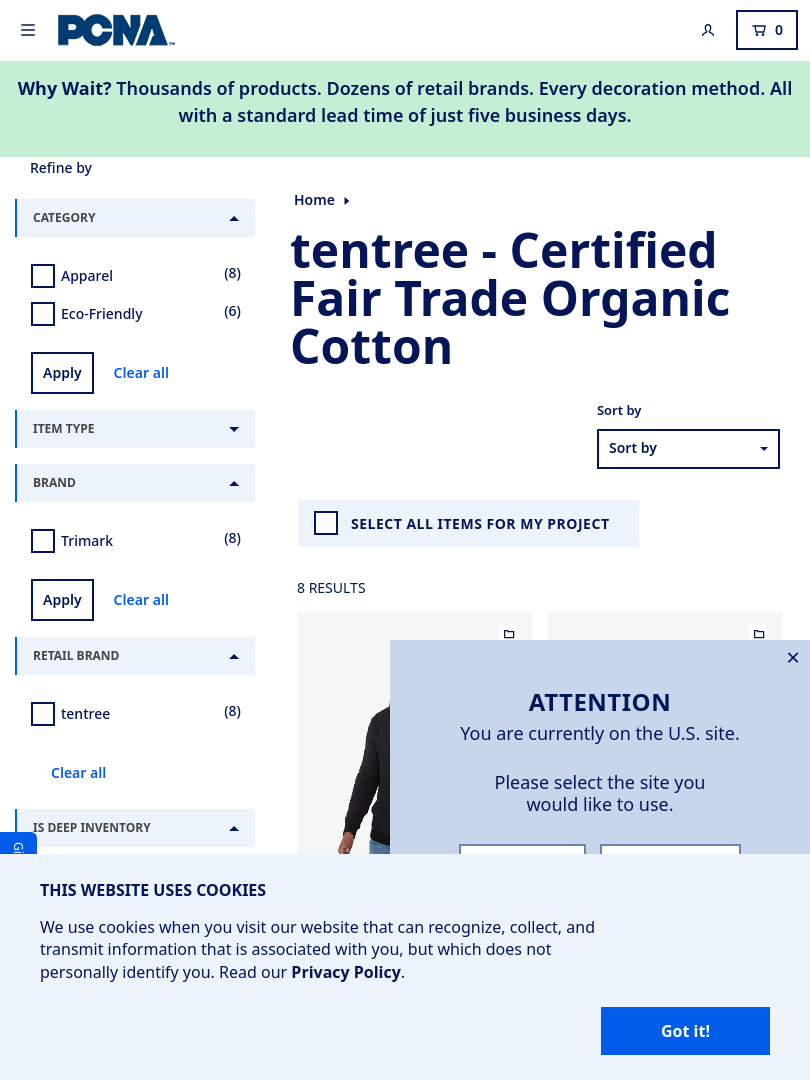 PCNA
0
Why Wait? Thousands of products. Dozens of retail brands. Every decoration method. All
with a standard lead time of just five business days.
Refine by
CATEGORY
Apparel
(8)
Eco-Friendly
(6)
Apply
Clear all
ITEM TYPE
BRAND
Trimark
(8)
Apply
Clear all
RETAIL BRAND
tentree
(8)
Clear all
IS DEEP INVENTORY
Home
tentree - Certified
Fair Trade Organic
Cotton
Sort by
Sort by
SELECT ALL ITEMS FOR MY PROJECT
8 RESULTS
ATTENTION
You are currently on the U.S. site.
Please select the site you
would like to use.
THIS WEBSITE USES COOKIES
We use cookies when you visit our website that can recognize, collect, and
transmit information that is associated with you, but which does not
personally identify you. Read our Privacy Policy.
Got it!